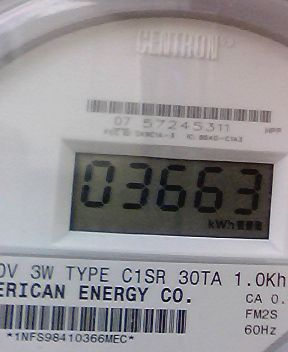 CENTRON®
07 57245311 HPP
03663
kWh
0V 3W TYPE C1SR 30TA 1.0Kh
ERICAN ENERGY CO. CA 0.
FM2S
60Hz
*1NFS98410366MEC*